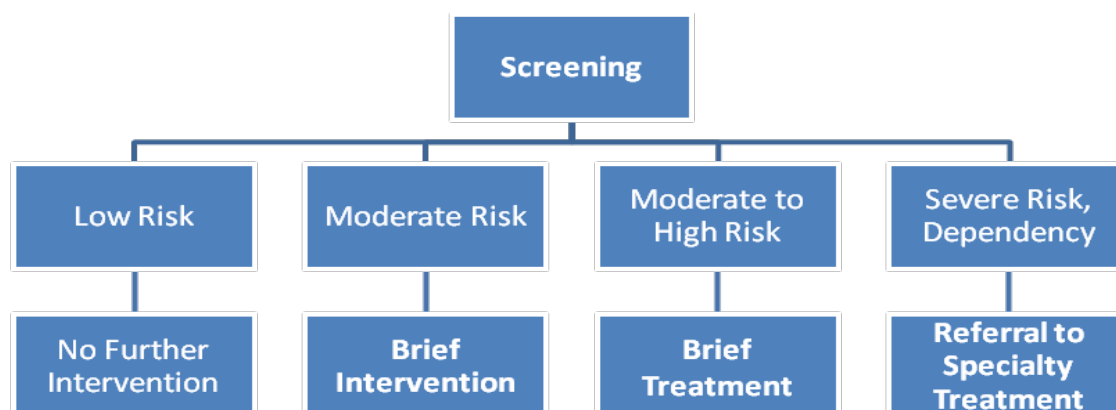 Screening
Low Risk
Moderate Risk
Moderate to
High Risk
Severe Risk,
Dependency
No Further
Intervention
Brief
Intervention
Brief
Treatment
Referral to
Specialty
Treatment